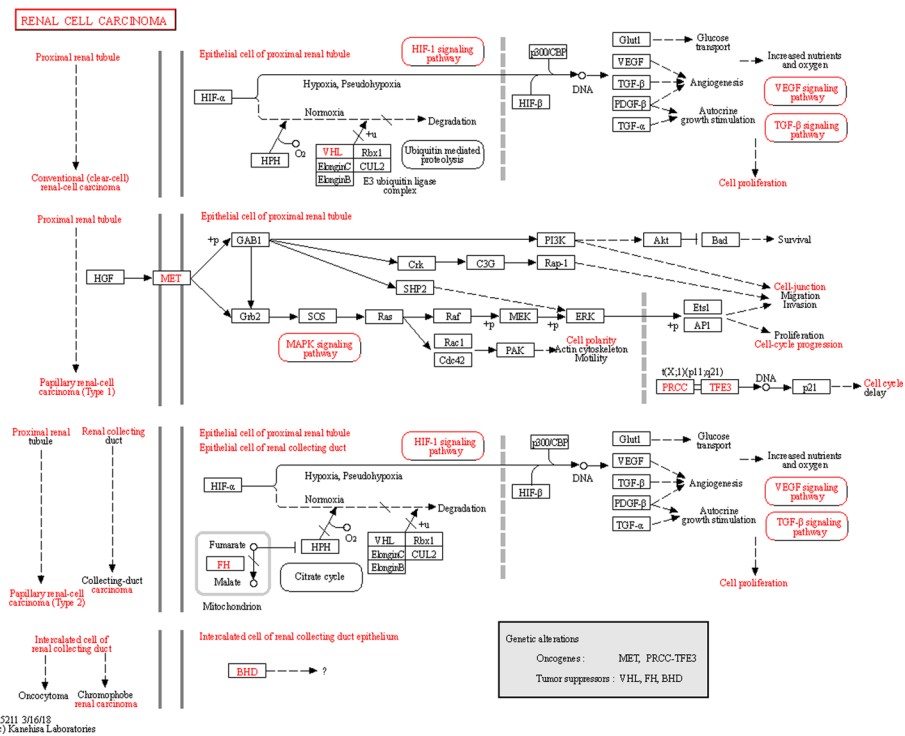 RENAL CELL CARCINOMA
Proximal renal tubule
Conventional (clear-cell)
renal-cell carcinoma
Epithelial cell of proximal renal tubule
HIF-1 signaling
pathway
HIF-α
Hypoxia, Pseudohypoxia
Normoxia
Degradation
O2
HPH
+u
VHL
Rbx1
ElonginC
CUL2
ElonginB
E3 ubiquitin ligase
complex
Ubiquitin mediated
proteolysis
p300/CBP
HIF-β
DNA
Glut1
VEGF
TGF-β
PDGF-β
TGF-α
Glucose
transport
Angiogenesis
Autocrine
growth stimulation
Increased nutrients
and oxygen
VEGF signaling
pathway
TGF-β signaling
pathway
Cell proliferation
Proximal renal tubule
Papillary renal-cell
carcinoma (Type 1)
Epithelial cell of proximal renal tubule
HGF
MET
+p
GAB1
PI3K
Akt
Bad
Survival
Crk
C3G
Rap-1
SHP2
Cell-junction
Migration
Invasion
Grb2
SOS
Ras
Raf
+p
MEK
+p
ERK
+p
Ets1
AP1
Proliferation
Cell-cycle progression
MAPK signaling
pathway
Rac1
Cdc42
PAK
Cell polarity
Actin cytoskeleton
Motility
t(X;1)(p11;q21)
PRCC
TFE3
DNA
p21
Cell cycle
delay
Proximal renal
tubule
Renal collecting
duct
Papillary renal-cell
carcinoma (Type 2)
Collecting-duct
carcinoma
Epithelial cell of proximal renal tubule
Epithelial cell of renal collecting duct
HIF-1 signaling
pathway
HIF-α
Hypoxia, Pseudohypoxia
Normoxia
Degradation
O2
HPH
+u
VHL
Rbx1
ElonginC
CUL2
ElonginB
Fumarate
FH
Malate
Mitochondrion
Citrate cycle
p300/CBP
HIF-β
DNA
Glut1
VEGF
TGF-β
PDGF-β
TGF-α
Glucose
transport
Angiogenesis
Autocrine
growth stimulation
Increased nutrients
and oxygen
VEGF signaling
pathway
TGF-β signaling
pathway
Cell proliferation
Intercalated cell of
renal collecting duct
Oncocytoma
Chromophobe
renal carcinoma
Intercalated cell of renal collecting duct epithelium
BHD
?
Genetic alterations
Oncogenes : MET, PRCC-TFE3
Tumor suppressors : VHL, FH, BHD
5211 3/16/18
c) Kanehisa Laboratories